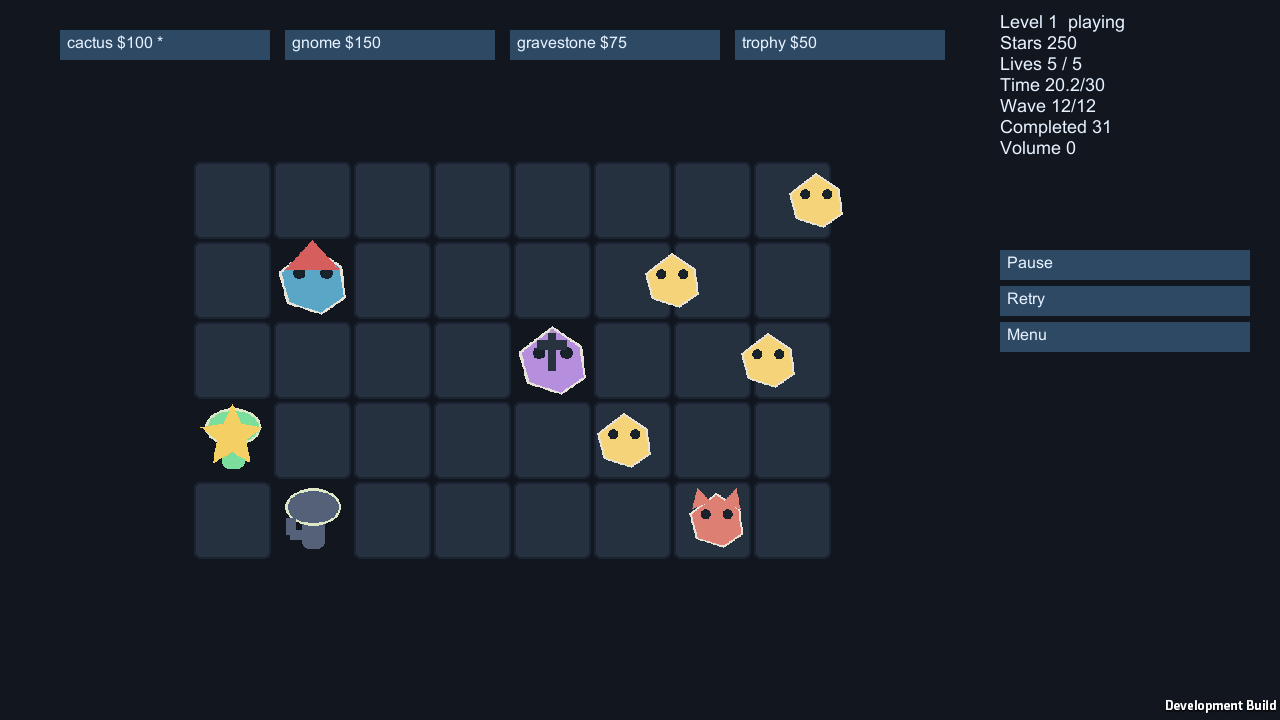 cactus $100 *
gnome $150
gravestone $75
trophy $50
Level 1  playing
Stars 250
Lives 5 / 5
Time 20.2/30
Wave 12/12
Completed 31
Volume 0
Pause
Retry
Menu
Development Build